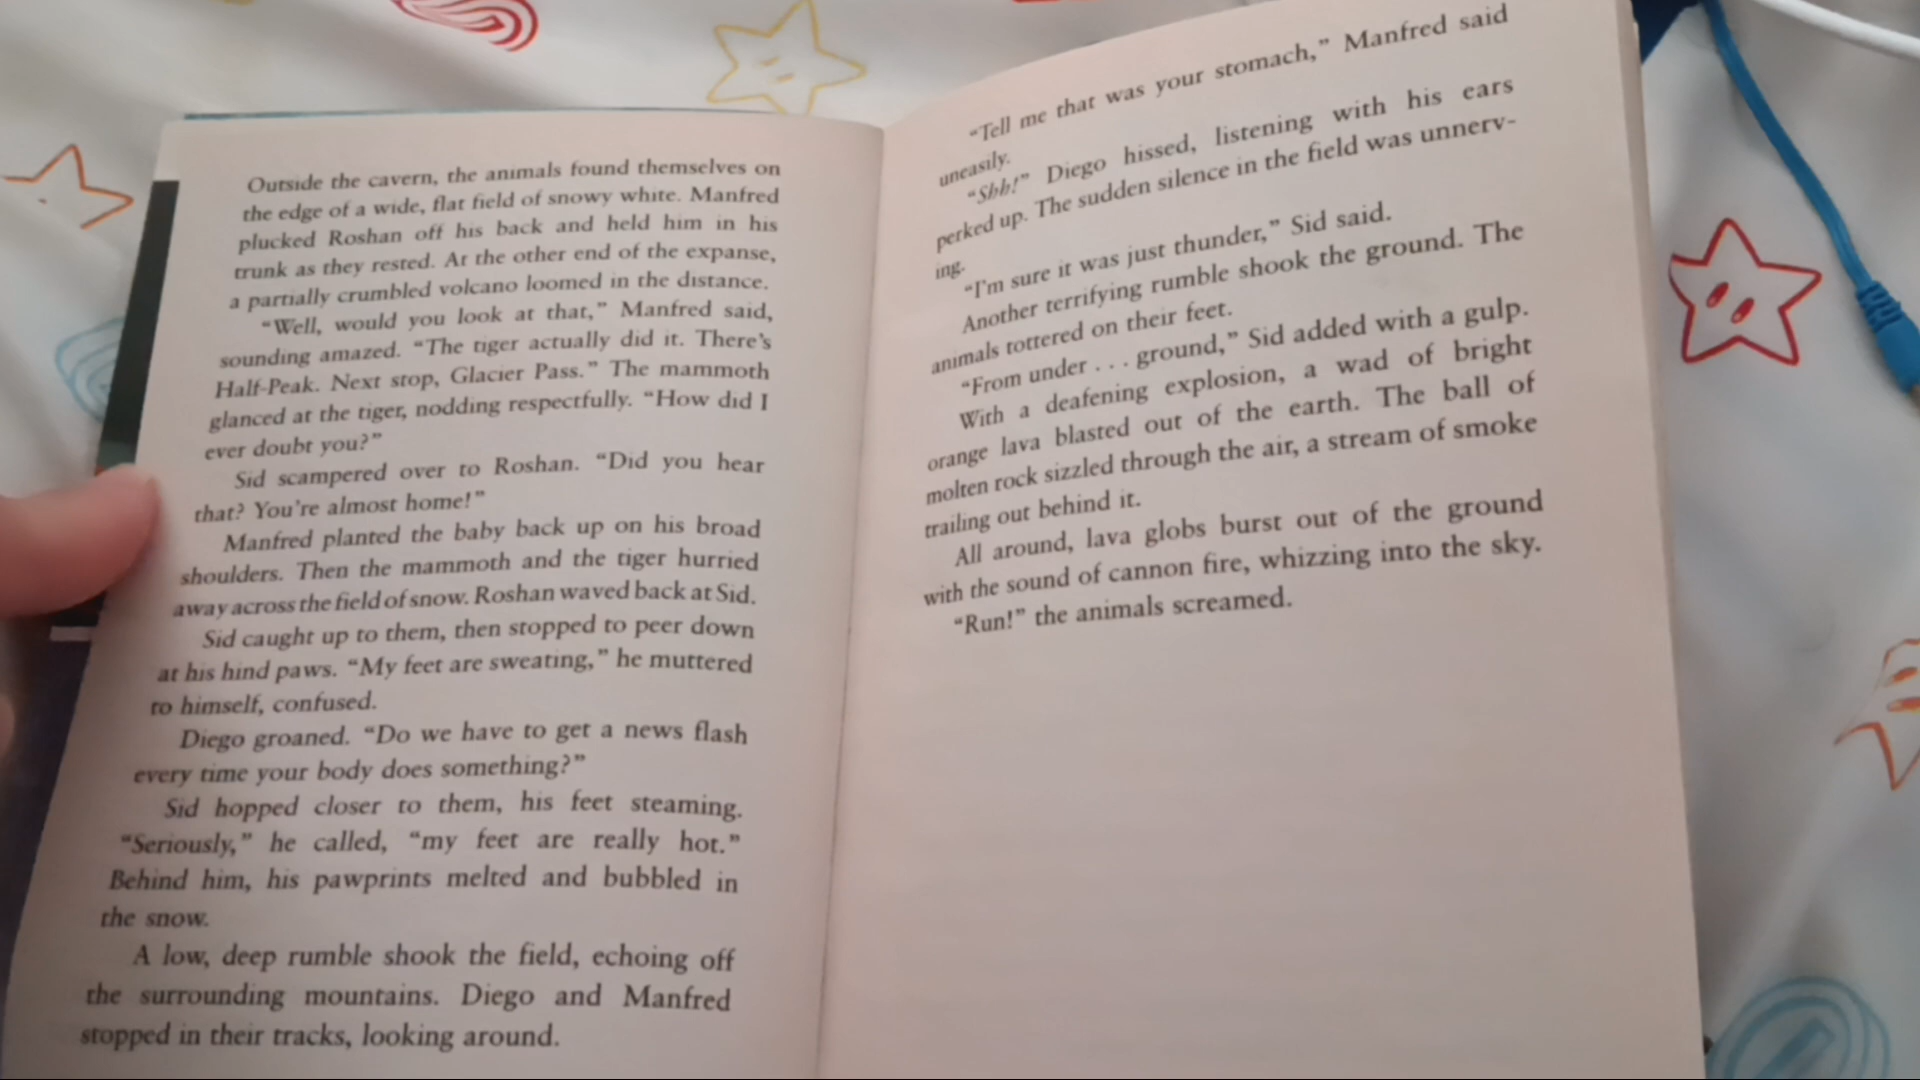 Outside the cavern, the animals found themselves on
the edge of a wide, flat field of snowy white. Manfred
plucked Roshan off his back and held him in his
trunk as they rested. At the other end of the expanse,
a partially crumbled volcano loomed in the distance.
“Well, would you look at that,” Manfred said,
sounding amazed. “The tiger actually did it. There’s
Half-Peak. Next stop, Glacier Pass.” The mammoth
glanced at the tiger, nodding respectfully. “How did I
ever doubt you?”
Sid scampered over to Roshan. “Did you hear
that? You’re almost home!”
Manfred planted the baby back up on his broad
shoulders. Then the mammoth and the tiger hurried
away across the field of snow. Roshan waved back at Sid.
Sid caught up to them, then stopped to peer down
at his hind paws. “My feet are sweating,” he muttered
to himself, confused.
Diego groaned. “Do we have to get a news flash
every time your body does something?”
Sid hopped closer to them, his feet steaming.
“Seriously,” he called, “my feet are really hot.”
Behind him, his pawprints melted and bubbled in
the snow.
A low, deep rumble shook the field, echoing off
the surrounding mountains. Diego and Manfred
stopped in their tracks, looking around.
“Tell me that was your stomach,” Manfred said
uneasily.
“Shh!” Diego hissed, listening with his ears
perked up. The sudden silence in the field was unnerv-
ing.
“I’m sure it was just thunder,” Sid said.
Another terrifying rumble shook the ground. The
animals tottered on their feet.
“From under . . . ground,” Sid added with a gulp.
With a deafening explosion, a wad of bright
orange lava blasted out of the earth. The ball of
molten rock sizzled through the air, a stream of smoke
trailing out behind it.
All around, lava globs burst out of the ground
with the sound of cannon fire, whizzing into the sky.
“Run!” the animals screamed.